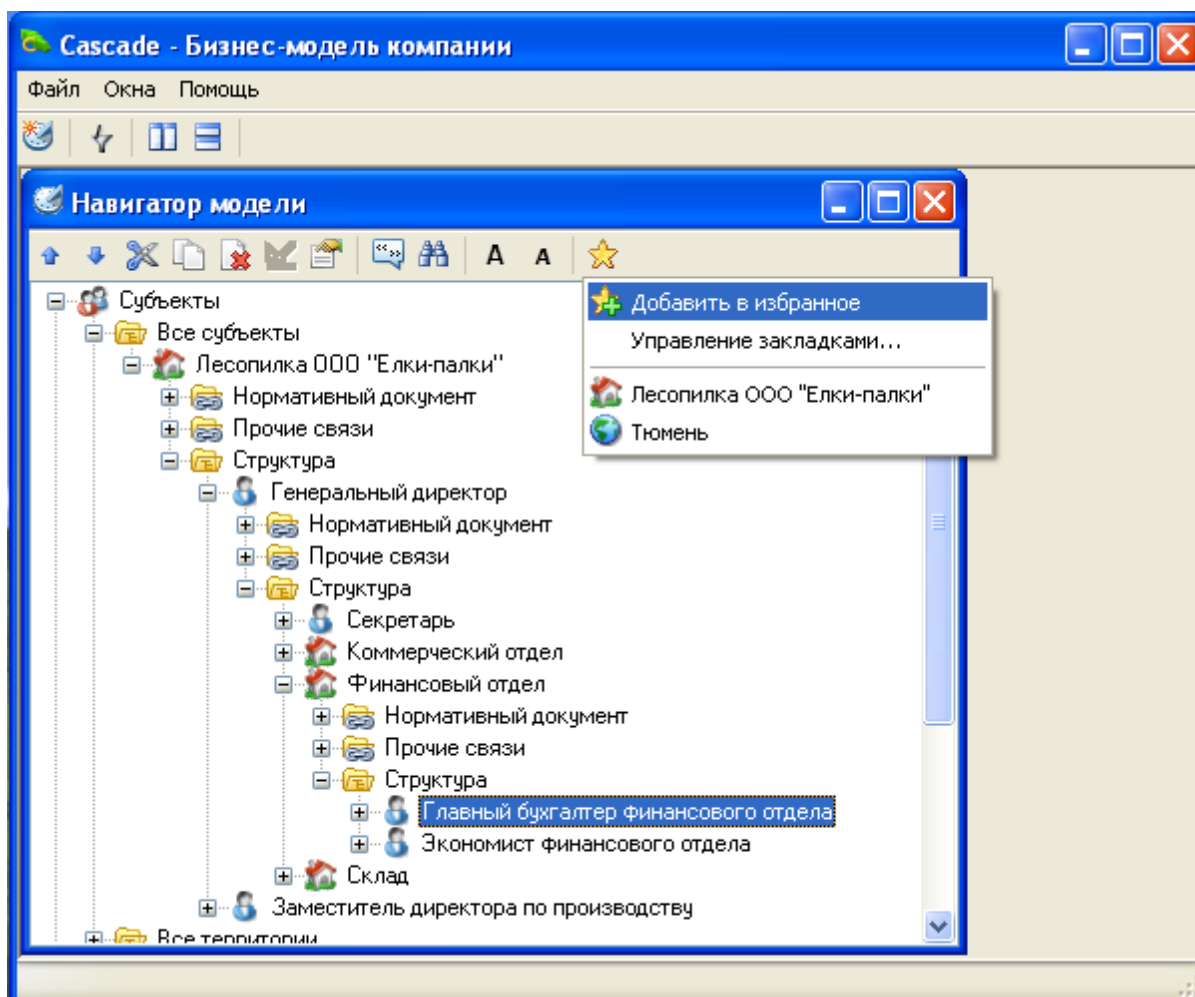 Cascade - Бизнес-модель компании
Файл Окна Помощь
Навигатор модели
A A
Субъекты
Добавить в избранное
Все субъекты
Управление закладками...
Лесопилка ООО "Елки-палки"
Нормативный документ
Лесопилка ООО "Елки-палки"
Прочие связи
Тюмень
Структура
Генеральный директор
Нормативный документ
Прочие связи
Структура
Секретарь
Коммерческий отдел
Финансовый отдел
Нормативный документ
Прочие связи
Структура
Главный бухгалтер финансового отдела
Экономист финансового отдела
Склад
Заместитель директора по производству
Все территории